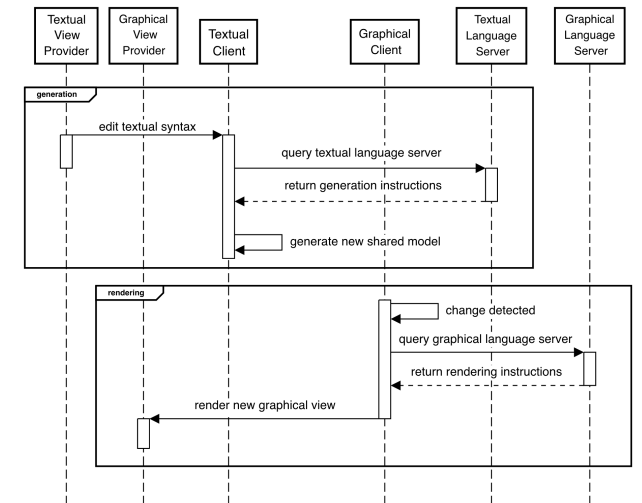 Textual
View
Provider
Graphical
View
Provider
Textual
Client
Graphical
Client
Textual
Language
Server
Graphical
Language
Server
generation
edit textual syntax
query textual language server
return generation instructions
generate new shared model
rendering
change detected
query graphical language server
return rendering instructions
render new graphical view